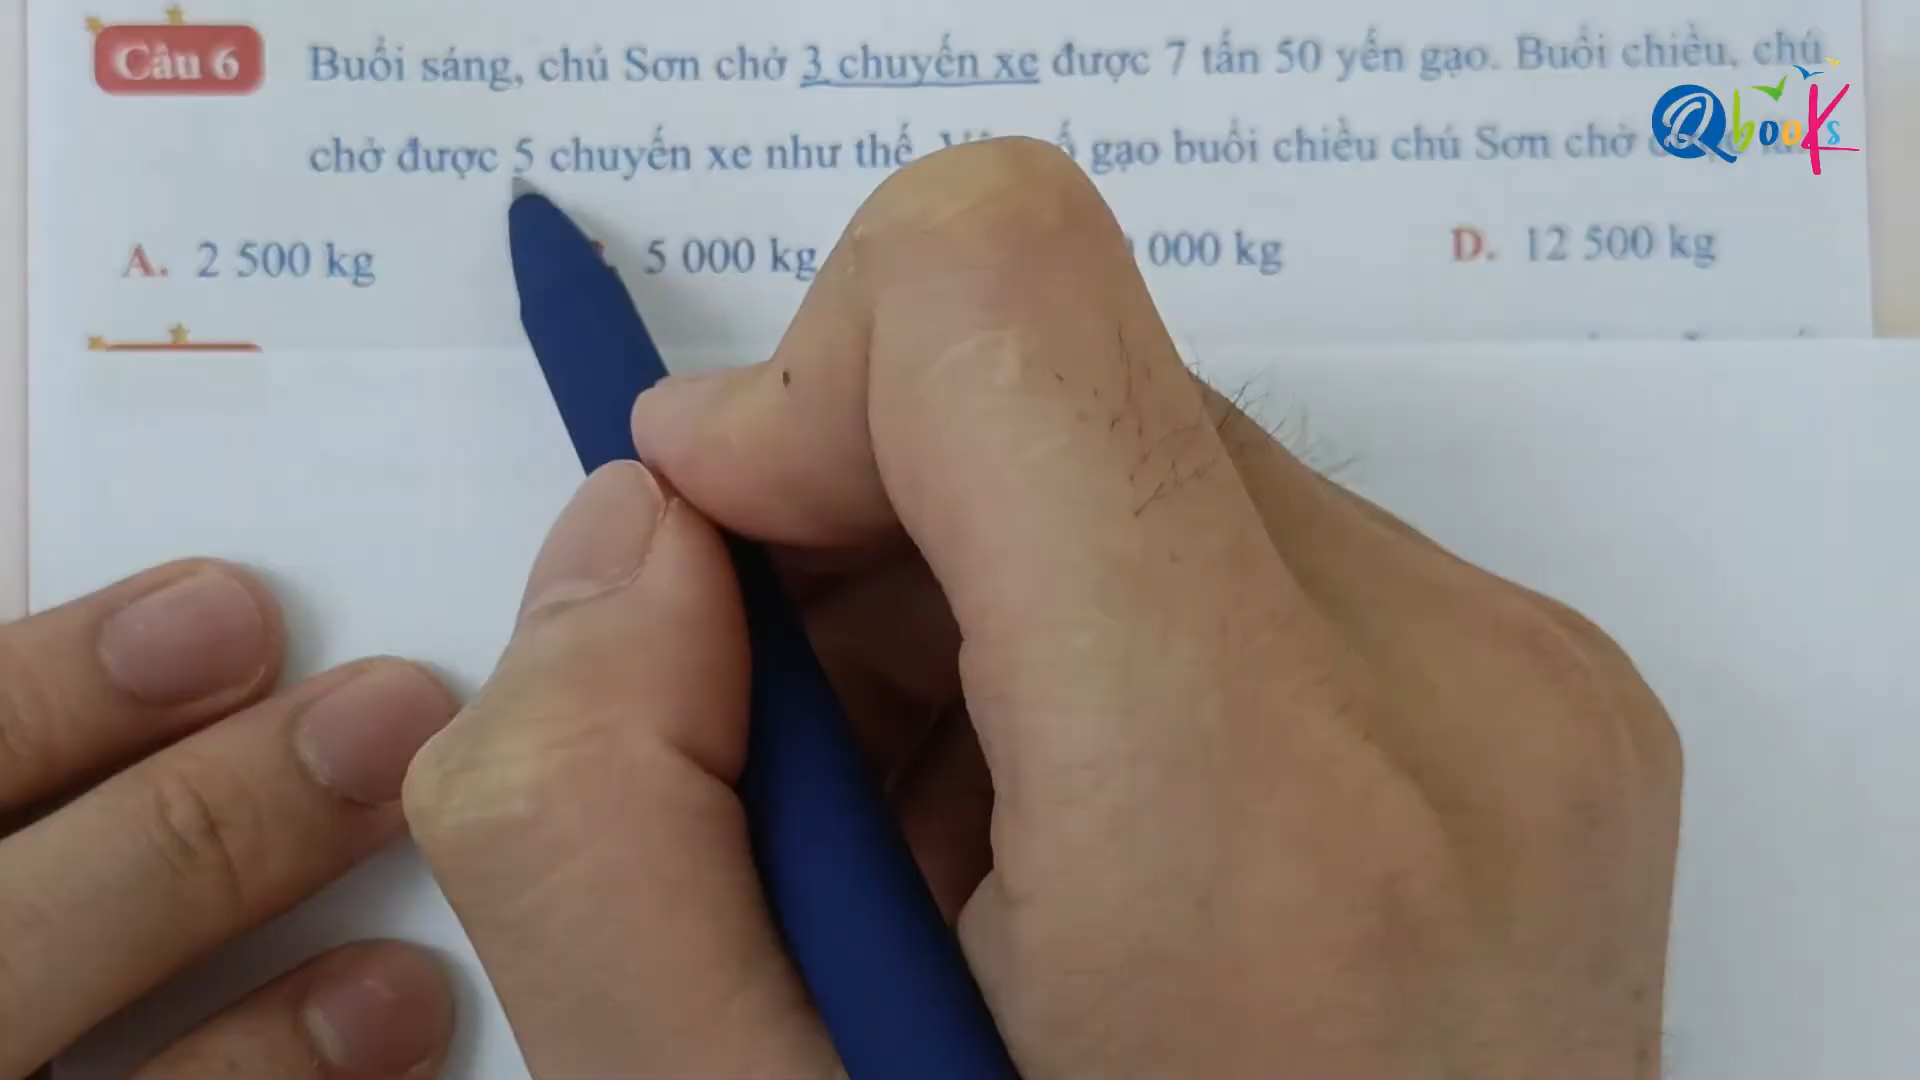 Câu 6 Buổi sáng, chú Sơn chở 3 chuyến xe được 7 tấn 50 yến gạo. Buổi chiều, chú
chở được 5 chuyến xe như thế. gạo buổi chiều chú Sơn chở
A. 2 500 kg 5 000 kg 000 kg D. 12 500 kg
Qbooks